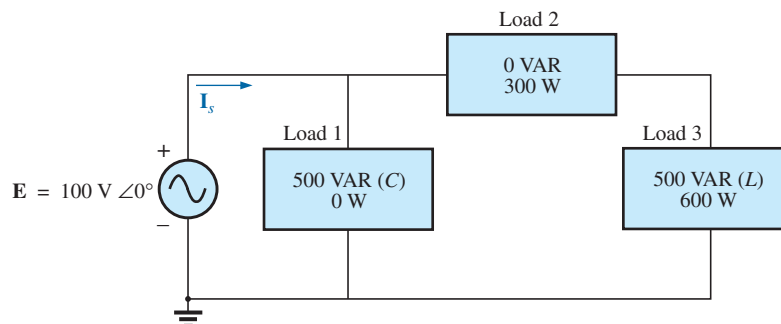 Load 2
0 VAR
300 W
I_s
Load 1
Load 3
+
500 VAR (C)
0 W
500 VAR (L)
600 W
E = 100 V ∠0°
−